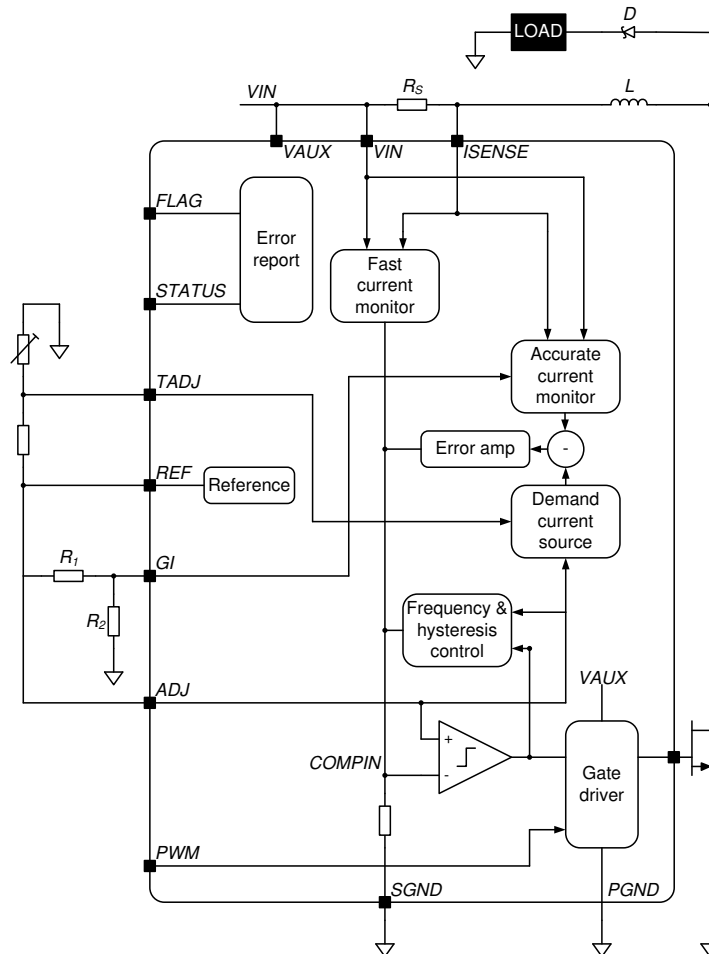 D
LOAD
VIN
RS
L
VAUX
VIN
ISENSE
FLAG
Error
report
Fast
current
monitor
STATUS
Accurate
current
monitor
TADJ
Error amp
-
REF
Reference
Demand
current
source
R1
GI
R2
Frequency &
hysteresis
control
ADJ
VAUX
+
COMPIN
-
Gate
driver
PWM
SGND
PGND